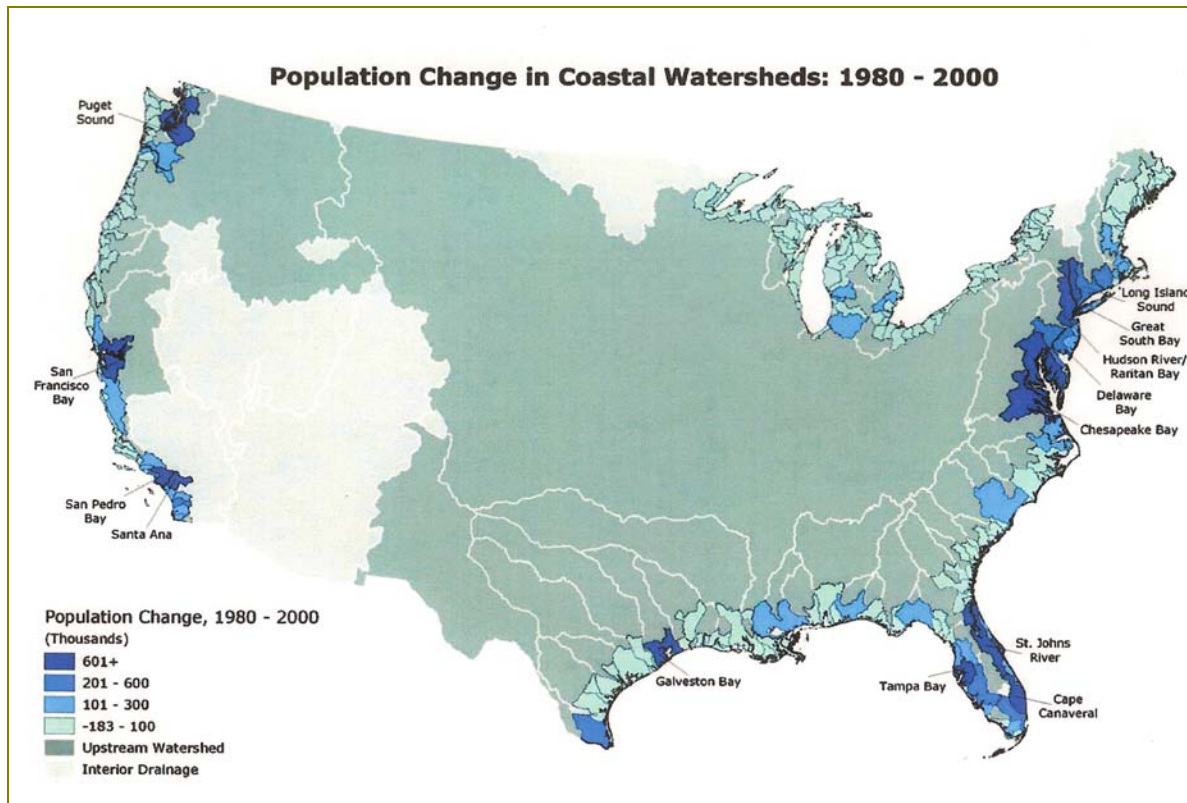 Population Change in Coastal Watersheds: 1980 - 2000
Puget
Sound
Long Island
Sound
Great
South Bay
Hudson River/
Raritan Bay
Delaware
Bay
Chesapeake Bay
San
Francisco
Bay
San Pedro
Bay
Santa Ana
Galveston Bay
Tampa Bay
St. Johns
River
Cape
Canaveral
Population Change, 1980 - 2000
(Thousands)
601+
201 - 600
101 - 300
-183 - 100
Upstream Watershed
Interior Drainage